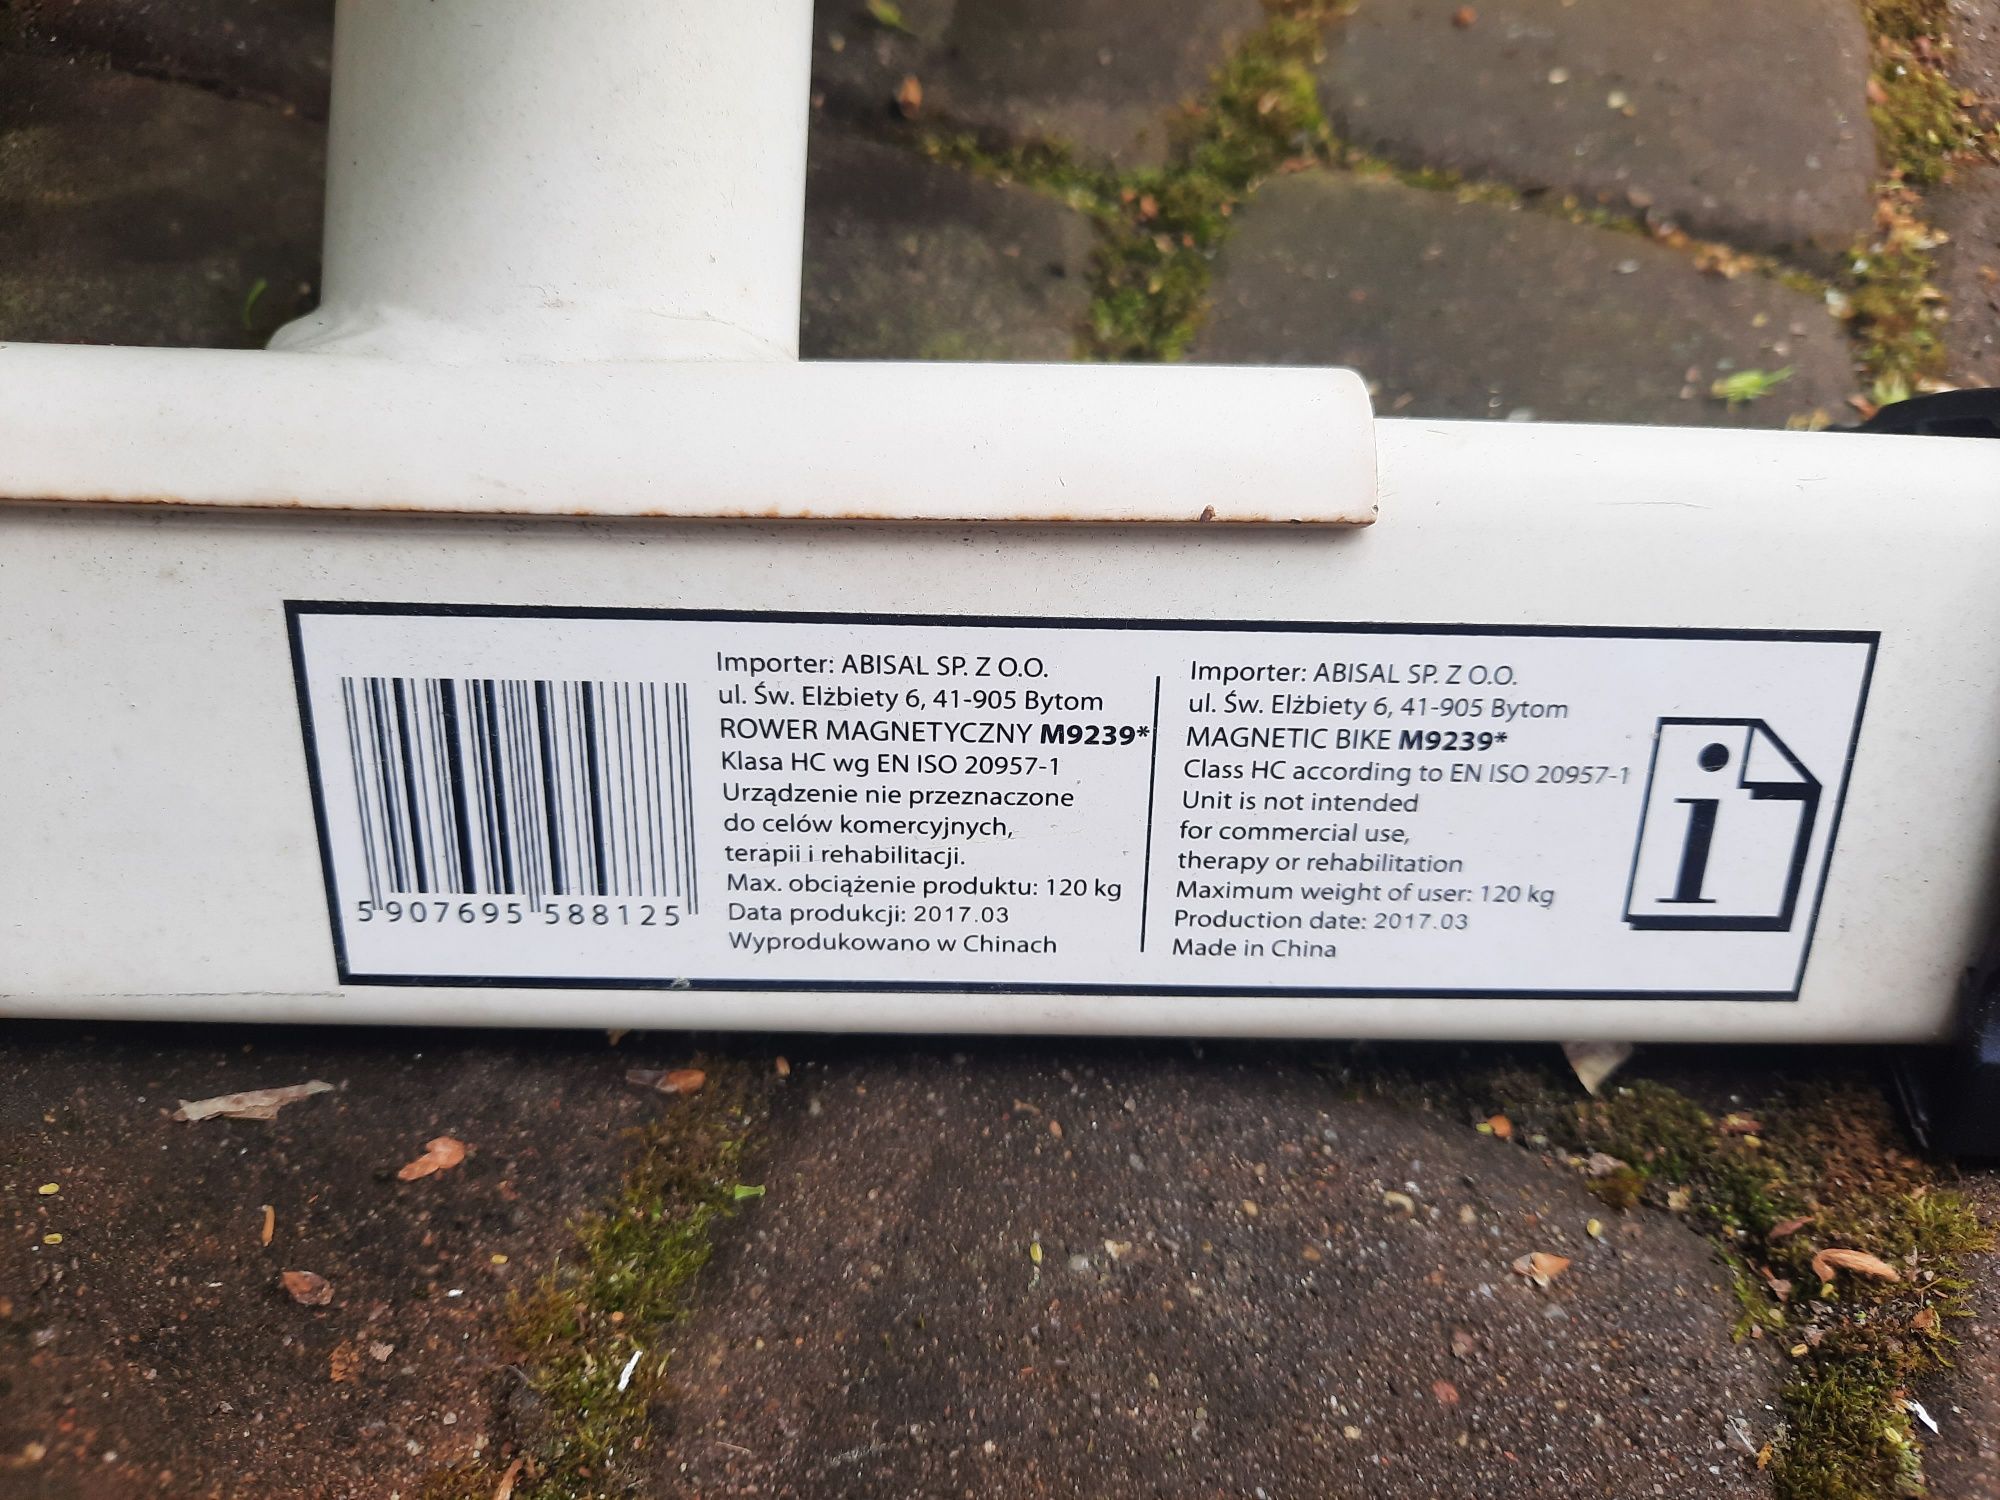 5907695588125
Importer: ABISAL SP. Z O.O.
ul. Św. Elżbiety 6, 41-905 Bytom
ROWER MAGNETYCZNY M9239*
Klasa HC wg EN ISO 20957-1
Urządzenie nie przeznaczone
do celów komercyjnych,
terapii i rehabilitacji.
Max. obciążenie produktu: 120 kg
Data produkcji: 2017.03
Wyprodukowano w Chinach
Importer: ABISAL SP. Z O.O.
ul. Św. Elżbiety 6, 41-905 Bytom
MAGNETIC BIKE M9239*
Class HC according to EN ISO 20957-1
Unit is not intended
for commercial use,
therapy or rehabilitation
Maximum weight of user: 120 kg
Production date: 2017.03
Made in China
i